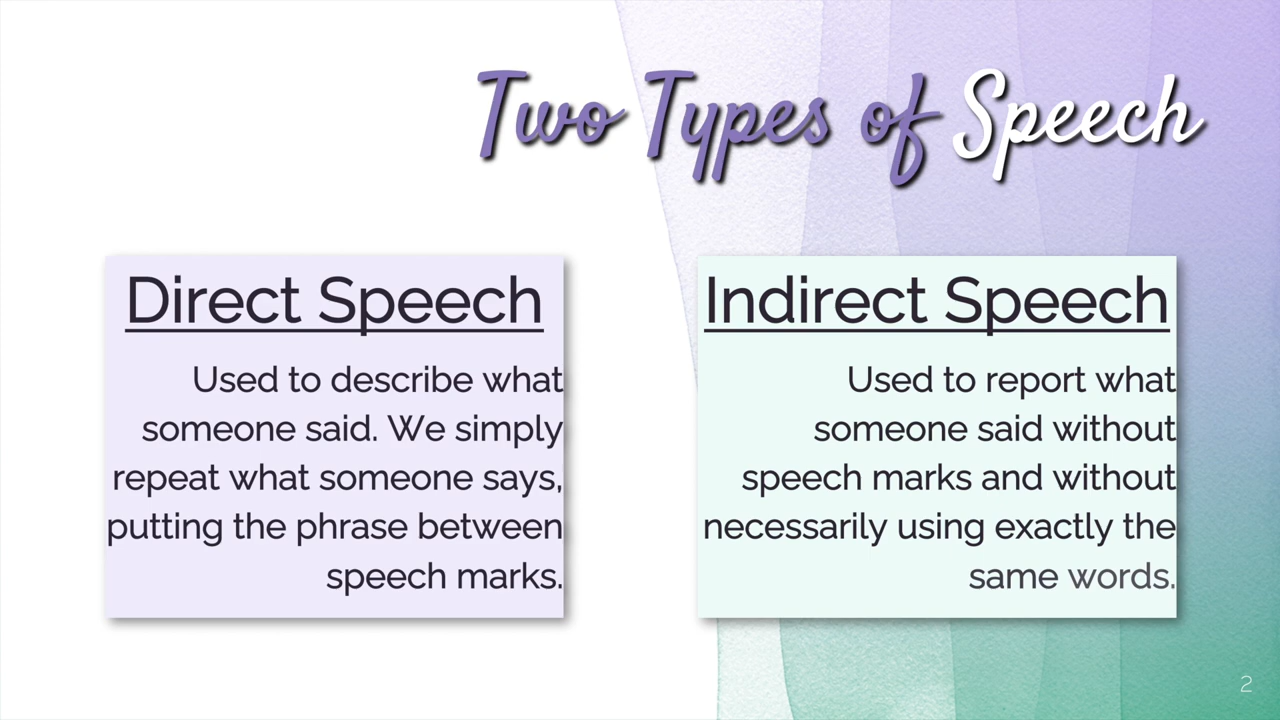 Two Types of Speech
Direct Speech
Used to describe what
someone said. We simply
repeat what someone says,
putting the phrase between
speech marks.
Indirect Speech
Used to report what
someone said without
speech marks and without
necessarily using exactly the
same words.
2